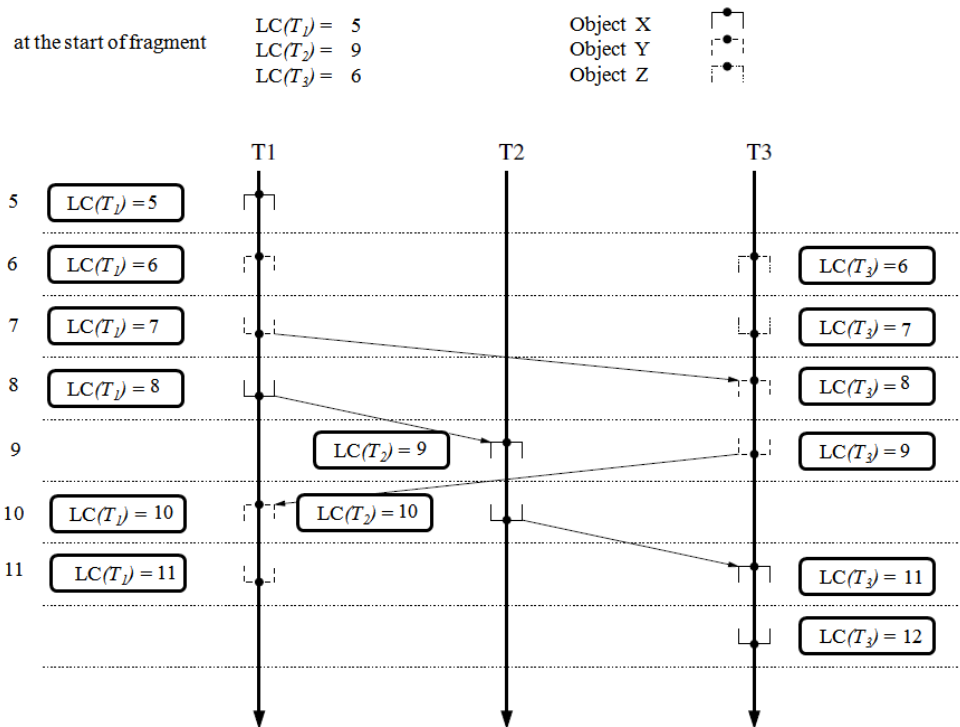 at the start of fragment
LC(T1) = 5
LC(T2) = 9
LC(T3) = 6
Object X
Object Y
Object Z
T1 T2 T3
5 LC(T1) = 5
6 LC(T1) = 6 LC(T3) = 6
7 LC(T1) = 7 LC(T3) = 7
8 LC(T1) = 8 LC(T3) = 8
9 LC(T2) = 9 LC(T3) = 9
10 LC(T1) = 10 LC(T2) = 10
11 LC(T1) = 11 LC(T3) = 11
LC(T3) = 12